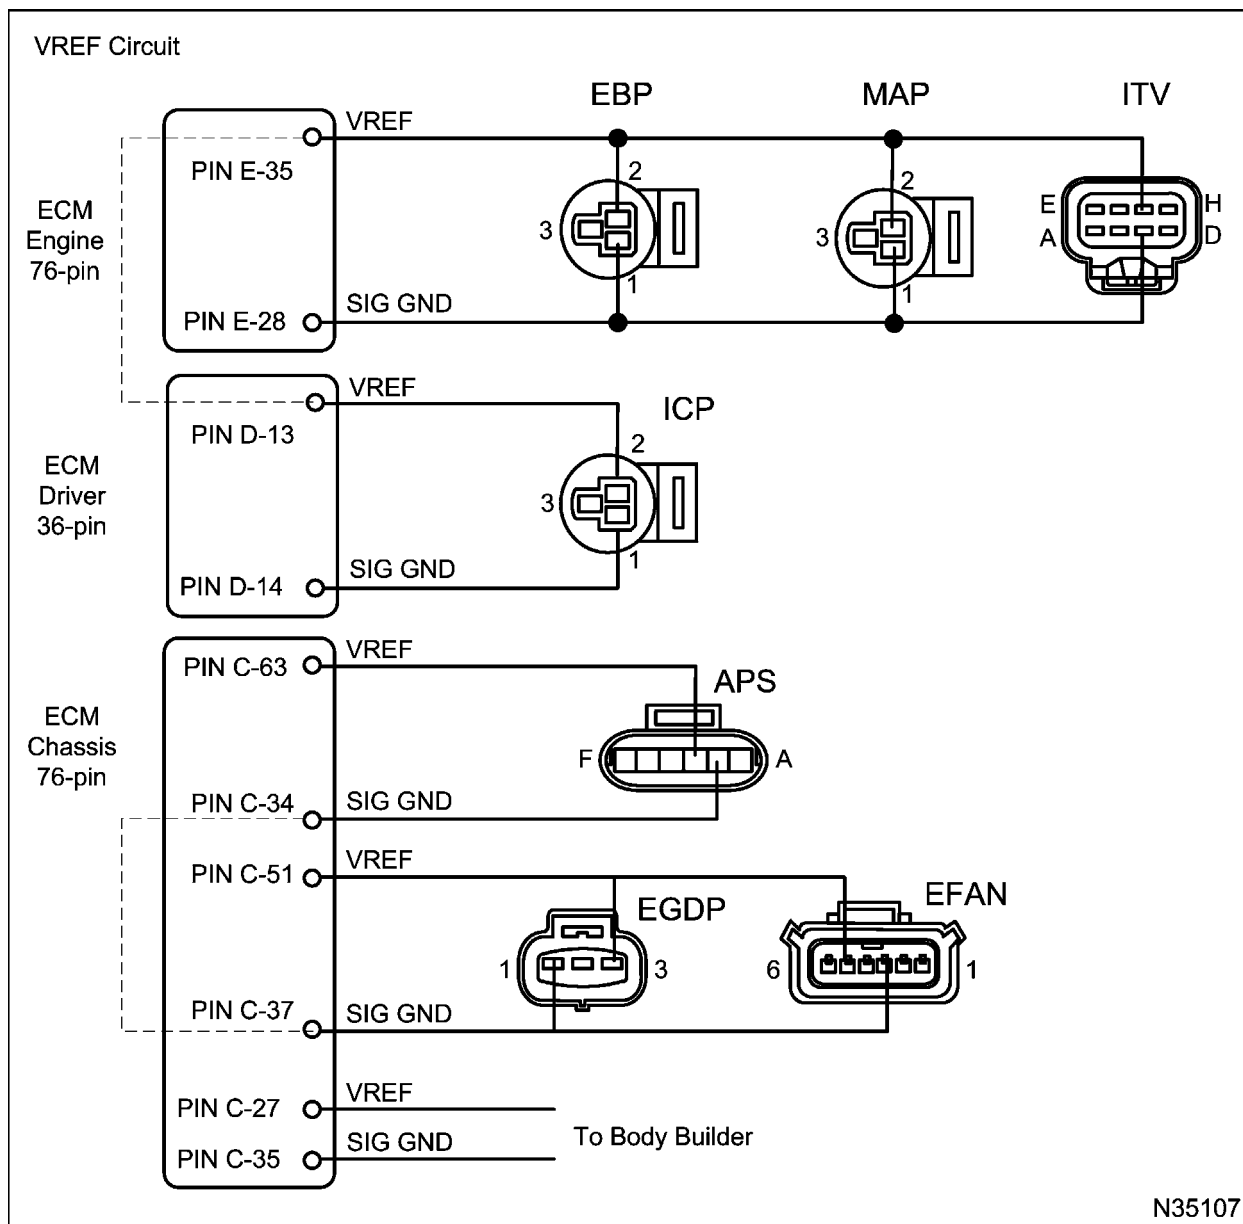 VREF Circuit
EBP
MAP
ITV
VREF
PIN E-35
2
2
3
3
E
H
A
D
ECM
Engine
76-pin
1
1
SIG GND
PIN E-28
VREF
ICP
PIN D-13
2
ECM
Driver
36-pin
3
1
SIG GND
PIN D-14
VREF
PIN C-63
APS
ECM
Chassis
76-pin
F
A
SIG GND
PIN C-34
VREF
PIN C-51
EGDP
EFAN
1
3
6
1
SIG GND
PIN C-37
VREF
PIN C-27
To Body Builder
SIG GND
PIN C-35
N35107